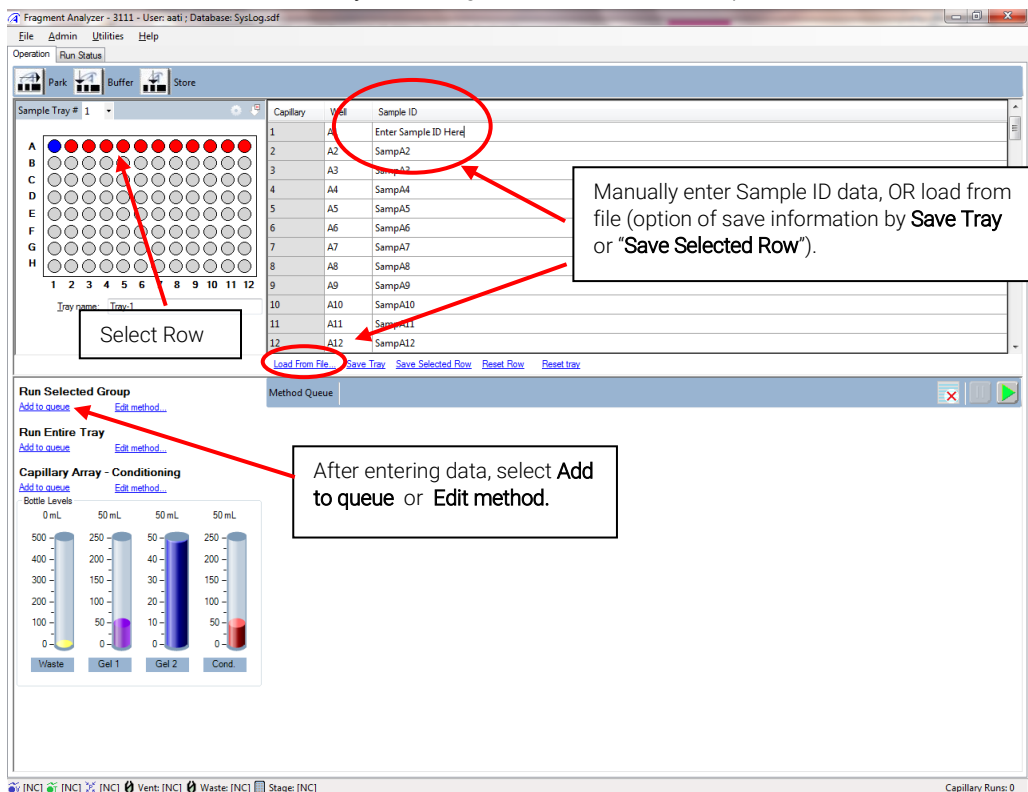 Fragment Analyzer - 3111 - User: aati ; Database: SysLog.sdf
File Admin Utilities Help
Operation Run Status
Park Buffer Store
Sample Tray # 1
A
B
C
D
E
F
G
H
1 2 3 4 5 6 7 8 9 10 11 12
Tray name: Tray-1
Select Row
Capillary Well Sample ID
1 A Enter Sample ID Here
2 A2 SampA2
3 A3 SampA3
4 A4 SampA4
5 A5 SampA5
6 A6 SampA6
7 A7 SampA7
8 A8 SampA8
9 A9 SampA9
10 A10 SampA10
11 A11 SampA11
12 A12 SampA12
Load From File... Save Tray Save Selected Row Reset Row Reset tray
Manually enter Sample ID data, OR load from
file (option of save information by Save Tray
or “Save Selected Row”).
Run Selected Group
Add to queue Edit method...
Run Entire Tray
Add to queue Edit method...
Capillary Array - Conditioning
Add to queue Edit method...
Method Queue
After entering data, select Add
to queue or Edit method.
Bottle Levels
0 mL 50 mL 50 mL 50 mL
500 250 50 250
400 200 40 200
300 150 30 150
200 100 20 100
100 50 10 50
0 0 0 0
Waste Gel 1 Gel 2 Cond.
[NC] [NC] [NC] Vent: [NC] Waste: [NC] Stage: [NC] Capillary Runs: 0